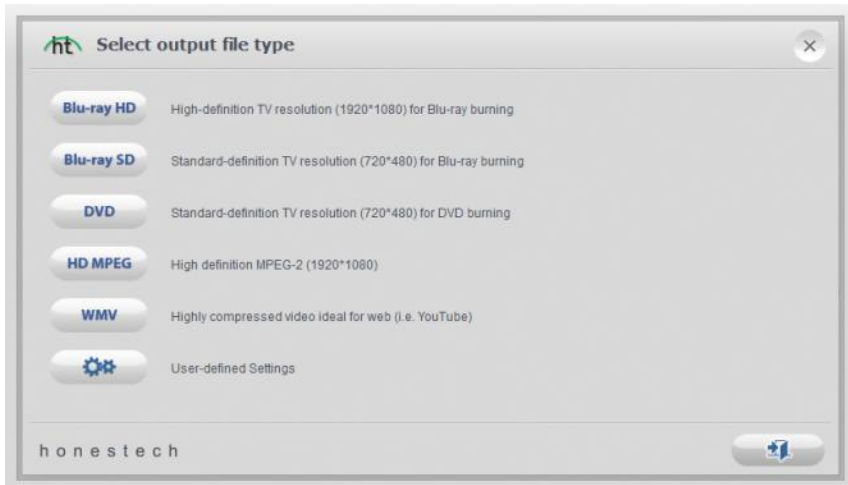 ht Select output file type
Blu-ray HD High-definition TV resolution (1920*1080) for Blu-ray burning
Blu-ray SD Standard-definition TV resolution (720*480) for Blu-ray burning
DVD Standard-definition TV resolution (720*480) for DVD burning
HD MPEG High definition MPEG-2 (1920*1080)
WMV Highly compressed video ideal for web (i.e. YouTube)
User-defined Settings
honestech